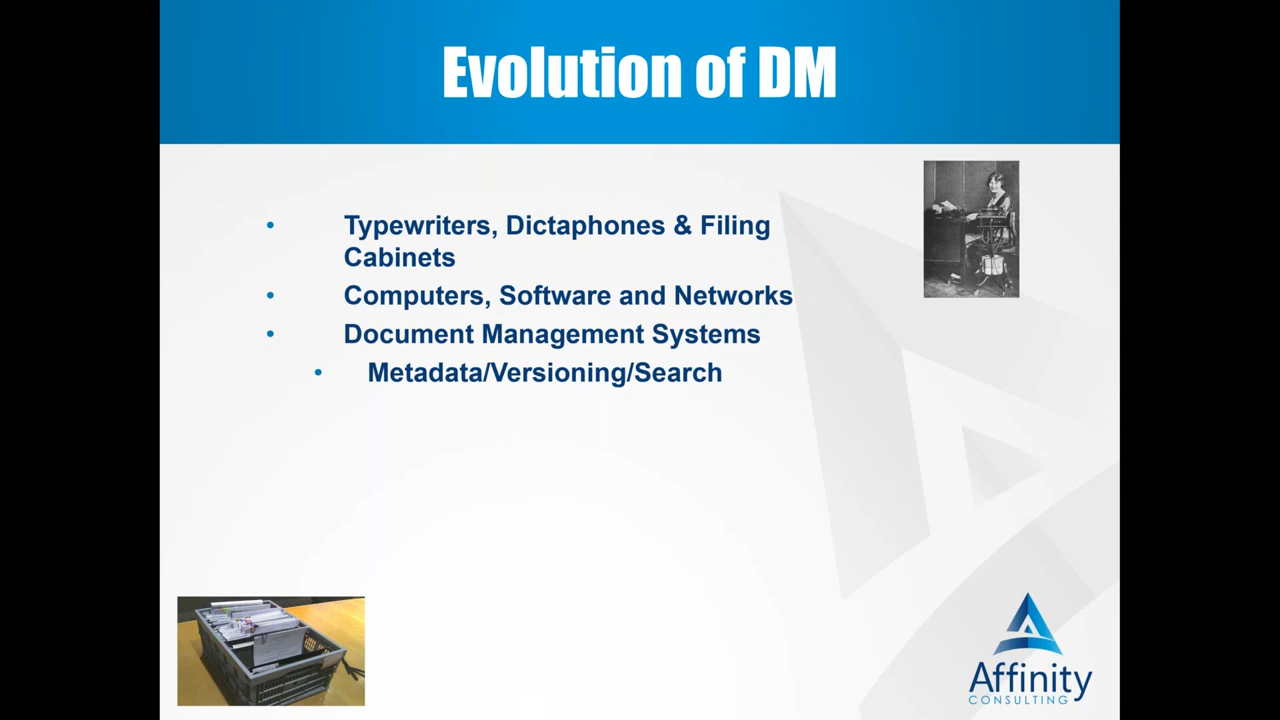 Evolution of DM
• Typewriters, Dictaphones & Filing
Cabinets
• Computers, Software and Networks
• Document Management Systems
• Metadata/Versioning/Search
Affinity
CONSULTING